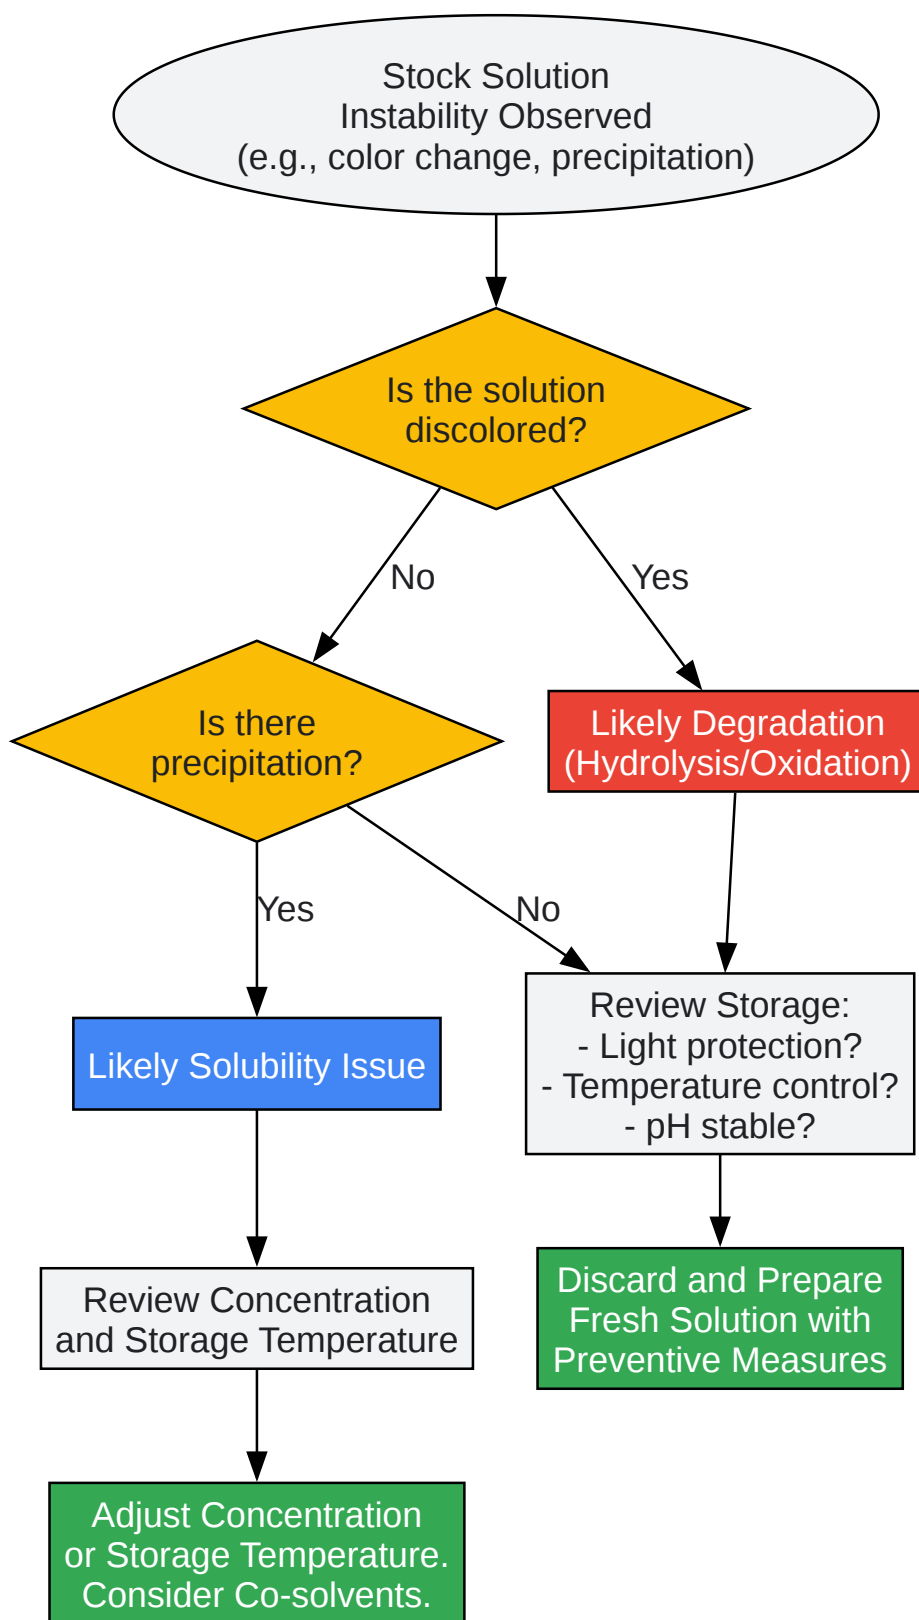 Stock Solution
Instability Observed
(e.g., color change, precipitation)
Is the solution
discolored?
No
Yes
Is there
precipitation?
Likely Degradation
(Hydrolysis/Oxidation)
Yes
No
Review Storage:
- Light protection?
- Temperature control?
- pH stable?
Likely Solubility Issue
Review Concentration
and Storage Temperature
Discard and Prepare
Fresh Solution with
Preventive Measures
Adjust Concentration
or Storage Temperature.
Consider Co-solvents.